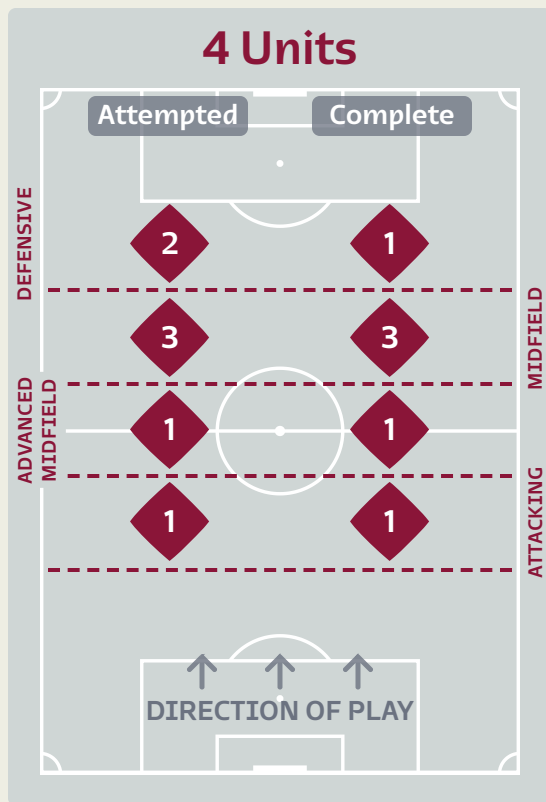 4 Units
Attempted
Complete
DEFENSIVE
2
1
MIDFIELD
3
3
ADVANCED
MIDFIELD
1
1
ATTACKING
1
1
DIRECTION OF PLAY